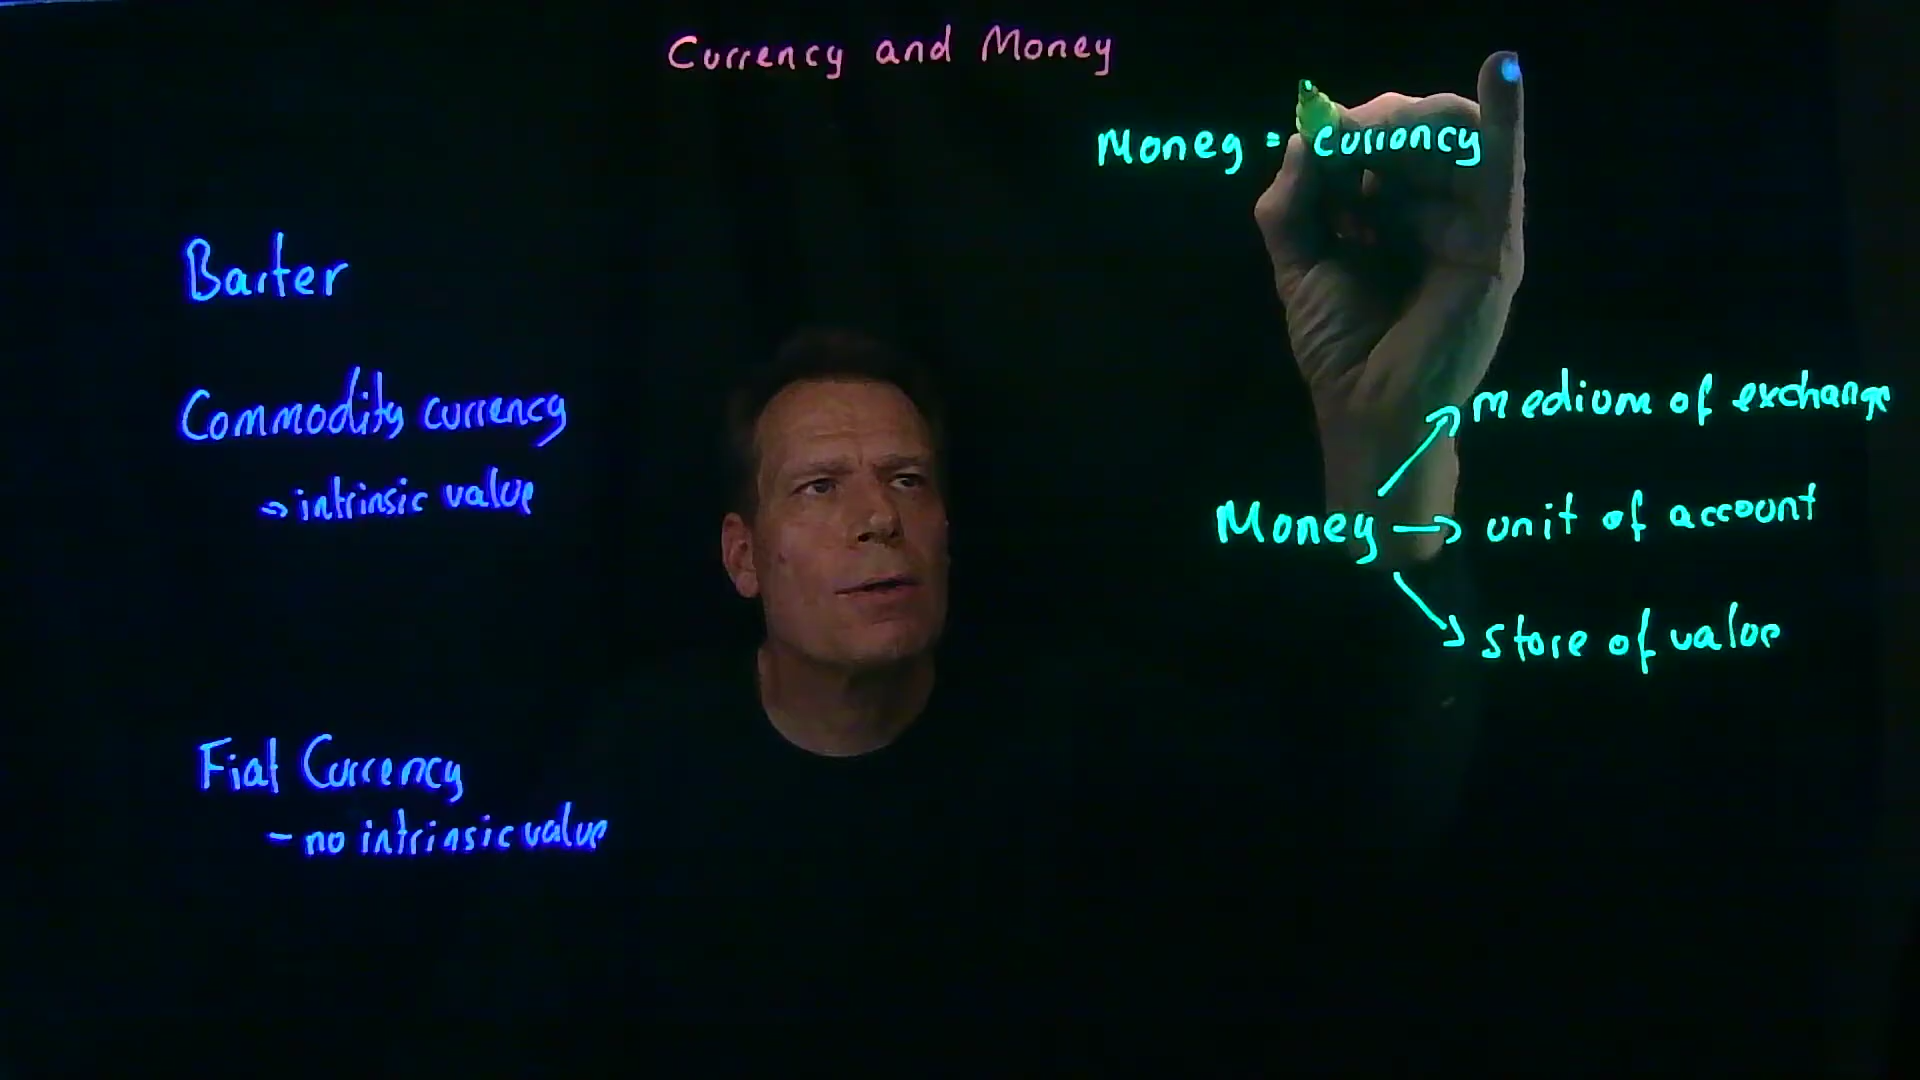 Currency and Money
Money = currency
Barter
Commodity currency
→ intrinsic value
Fiat Currency
- no intrinsic value
Money
→ medium of exchange
→ unit of account
→ store of value